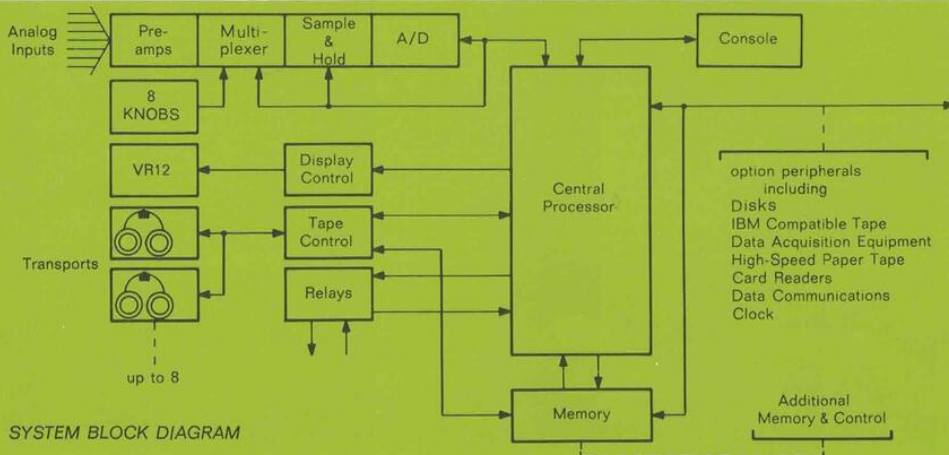 Analog
Inputs
Pre-
amps
Multi-
plexer
Sample
&
Hold
A/D
Console
8
KNOBS
VR12
Display
Control
Central
Processor
option peripherals
including
Disks
IBM Compatible Tape
Data Acquisition Equipment
High-Speed Paper Tape
Card Readers
Data Communications
Clock
Transports
Tape
Control
Relays
up to 8
Memory
Additional
Memory & Control
SYSTEM BLOCK DIAGRAM